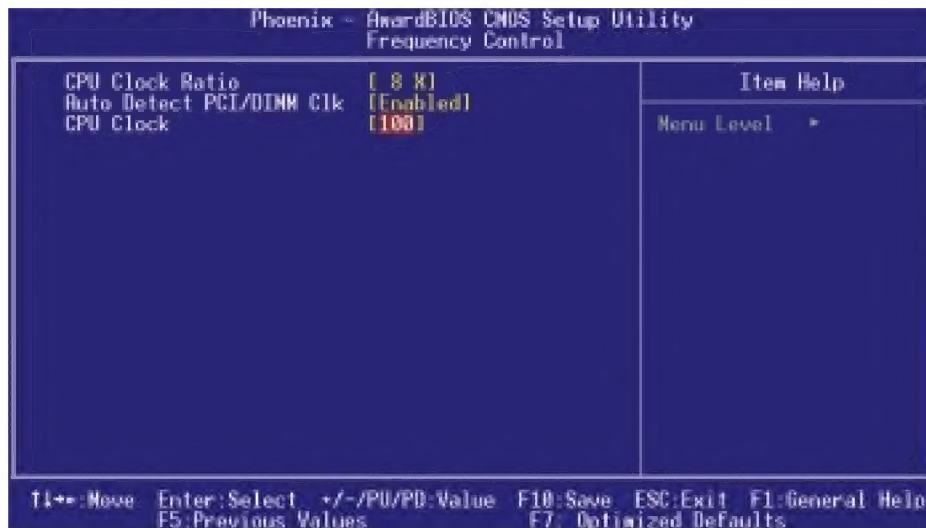 Phoenix - AwardBIOS CMOS Setup Utility
Frequency Control
CPU Clock Ratio [ 8 X]
Auto Detect PCI/DIMM Clk [Enabled]
CPU Clock [100]
Item Help
Menu Level ▸
↑↓→←:Move Enter:Select +/-/PU/PD:Value F10:Save ESC:Exit F1:General Help
F5:Previous Values F7: Optimized Defaults